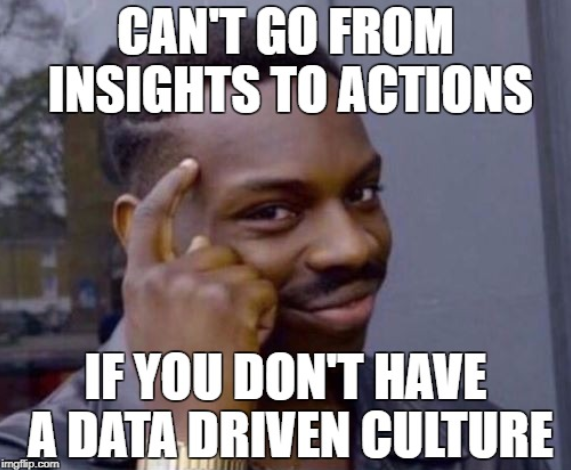 CAN'T GO FROM
INSIGHTS TO ACTIONS
IF YOU DON'T HAVE
A DATA DRIVEN CULTURE
imgflip.com